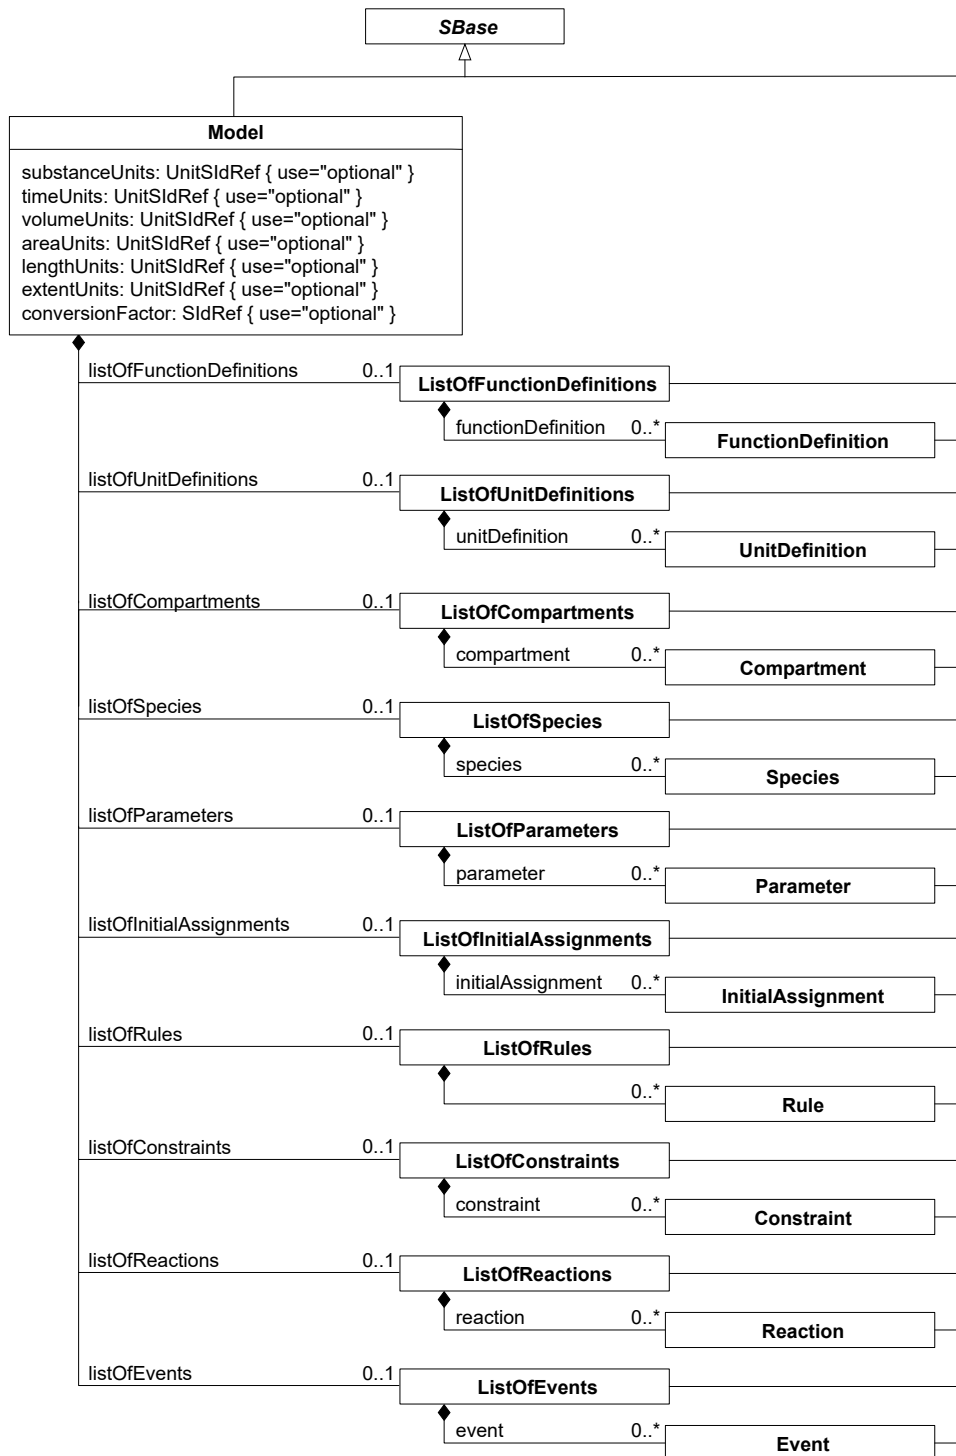 SBase
Model
substanceUnits: UnitSIdRef { use="optional" }
timeUnits: UnitSIdRef { use="optional" }
volumeUnits: UnitSIdRef { use="optional" }
areaUnits: UnitSIdRef { use="optional" }
lengthUnits: UnitSIdRef { use="optional" }
extentUnits: UnitSIdRef { use="optional" }
conversionFactor: SIdRef { use="optional" }
listOfFunctionDefinitions 0..1 ListOfFunctionDefinitions
functionDefinition 0..* FunctionDefinition
listOfUnitDefinitions 0..1 ListOfUnitDefinitions
unitDefinition 0..* UnitDefinition
listOfCompartments 0..1 ListOfCompartments
compartment 0..* Compartment
listOfSpecies 0..1 ListOfSpecies
species 0..* Species
listOfParameters 0..1 ListOfParameters
parameter 0..* Parameter
listOfInitialAssignments 0..1 ListOfInitialAssignments
initialAssignment 0..* InitialAssignment
listOfRules 0..1 ListOfRules
0..* Rule
listOfConstraints 0..1 ListOfConstraints
constraint 0..* Constraint
listOfReactions 0..1 ListOfReactions
reaction 0..* Reaction
listOfEvents 0..1 ListOfEvents
event 0..* Event